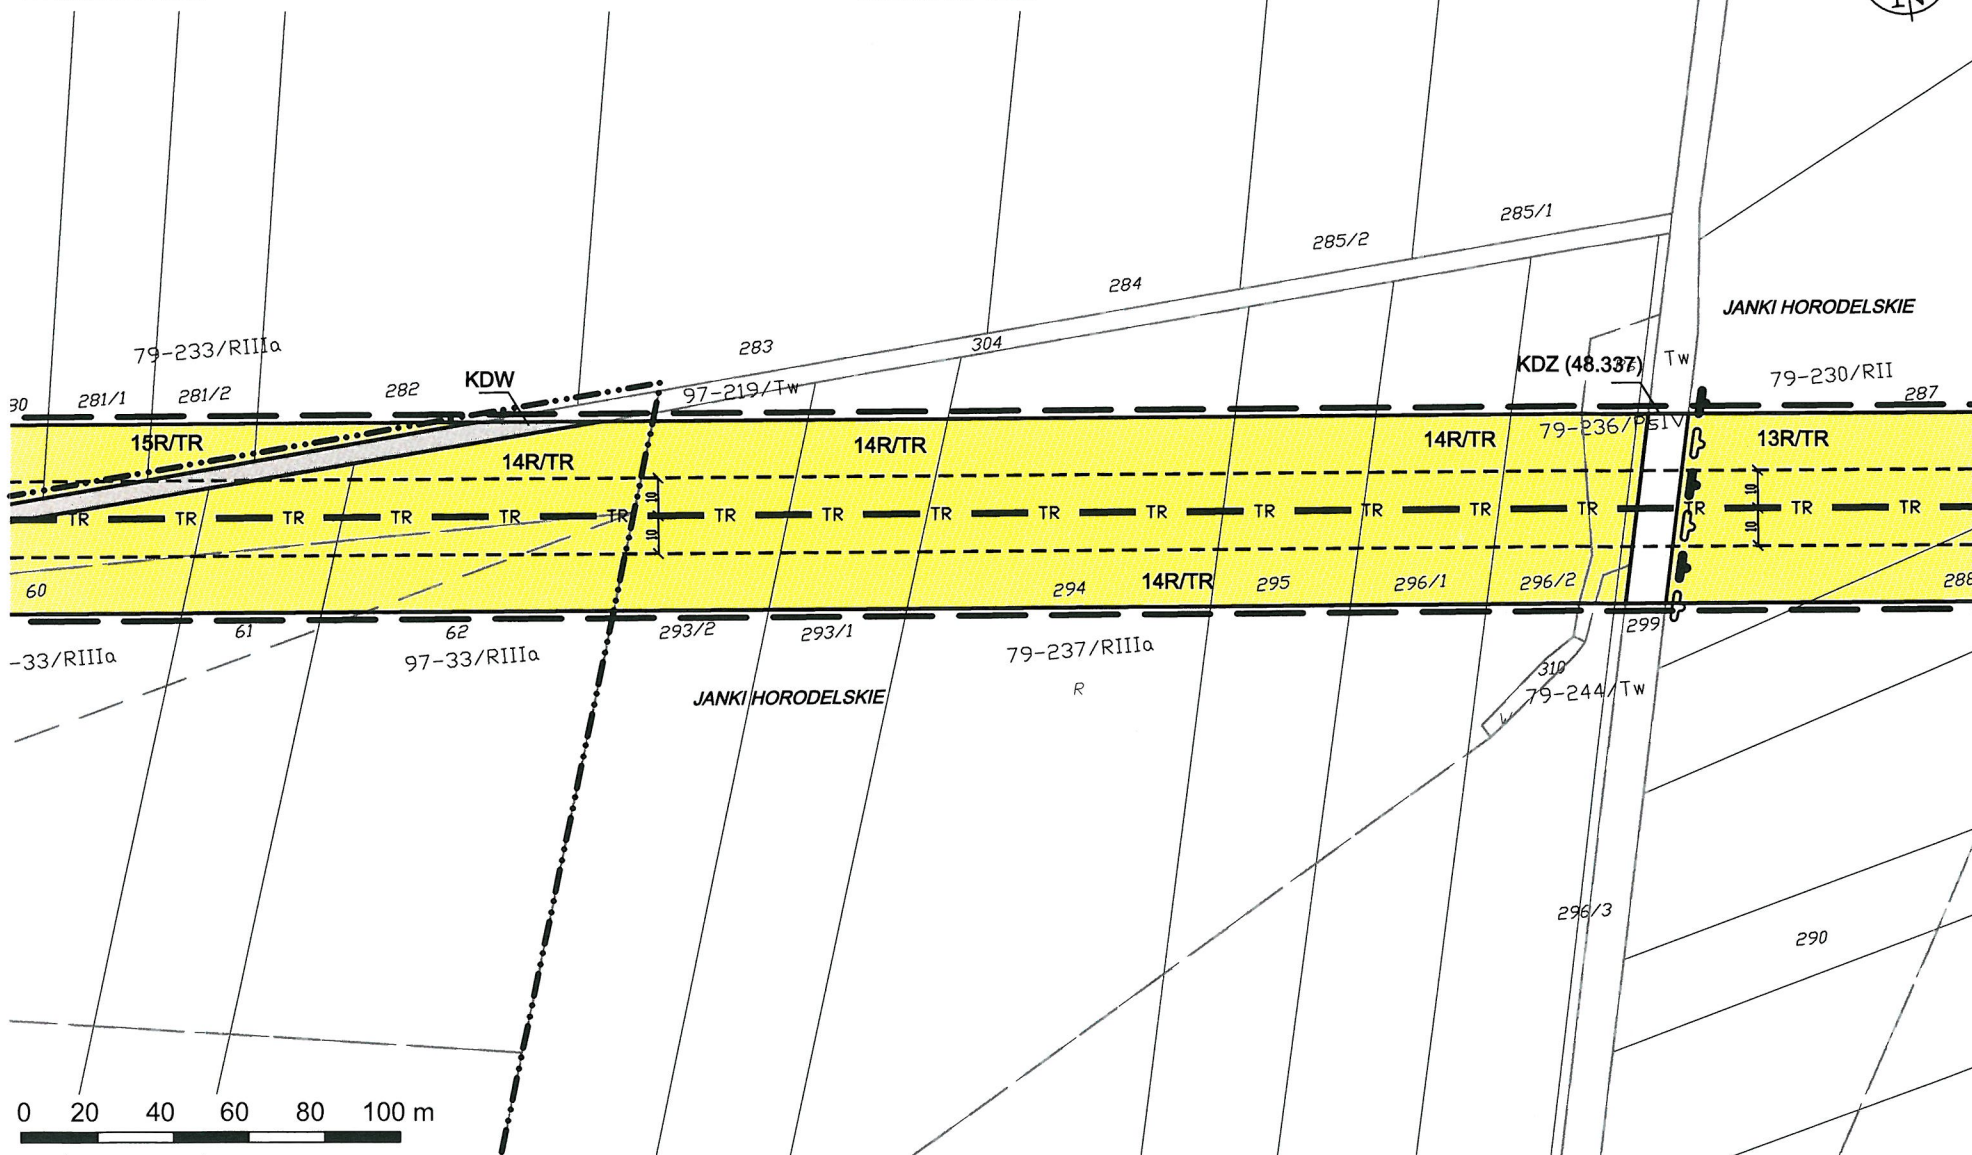 N
285/1
285/2
284
JANKI HORODELSKIE
283
304
79-233/RIIIa
KDZ (48.337)
Tw
79-230/RII
KDW
97-219/Tw
80
281/1
281/2
282
287
15R/TR
14R/TR
14R/TR
14R/TR
79-236/PsIV
13R/TR
10
10
TR TR TR TR TR TR TR TR TR TR TR TR TR TR TR TR TR TR
10
10
60
294
14R/TR
295
296/1
296/2
288
61
62
293/2
293/1
299
-33/RIIIa
97-33/RIIIa
79-237/RIIIa
310
R
79-244/Tw
JANKI HORODELSKIE
W
296/3
290
0 20 40 60 80 100 m